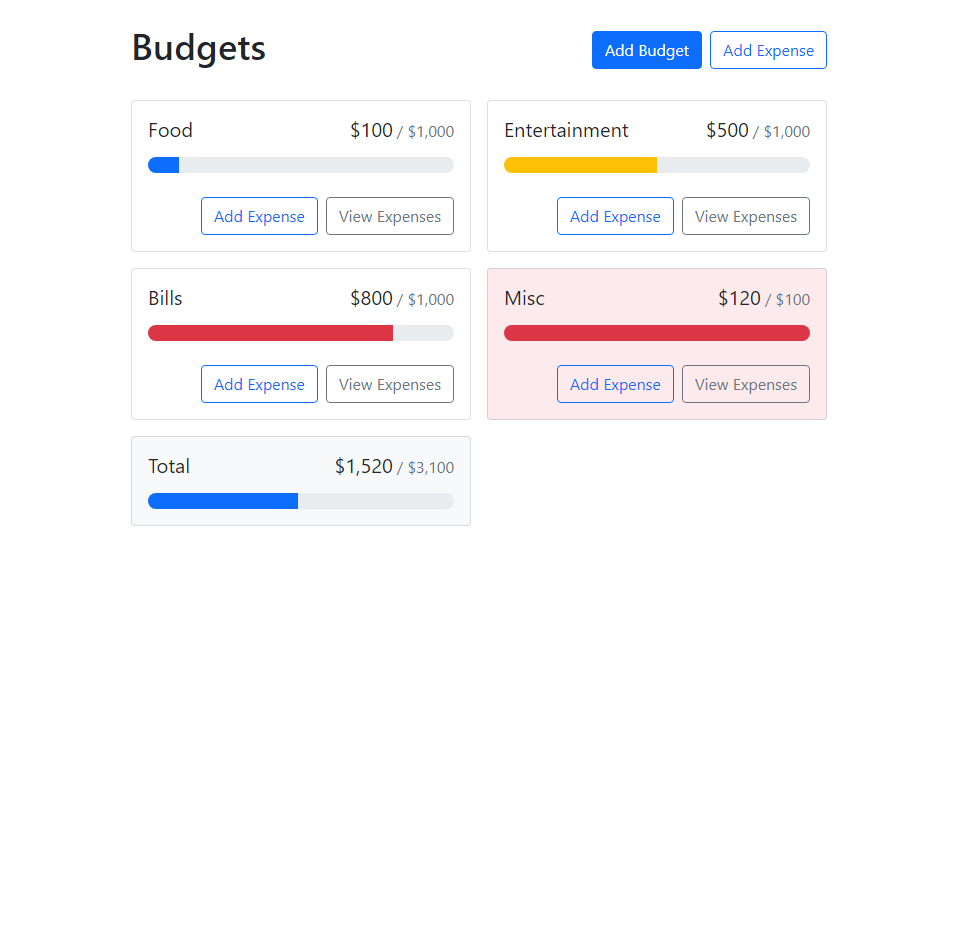 Budgets
Add Budget
Add Expense
Food
$100 / $1,000
Add Expense
View Expenses
Entertainment
$500 / $1,000
Add Expense
View Expenses
Bills
$800 / $1,000
Add Expense
View Expenses
Misc
$120 / $100
Add Expense
View Expenses
Total
$1,520 / $3,100